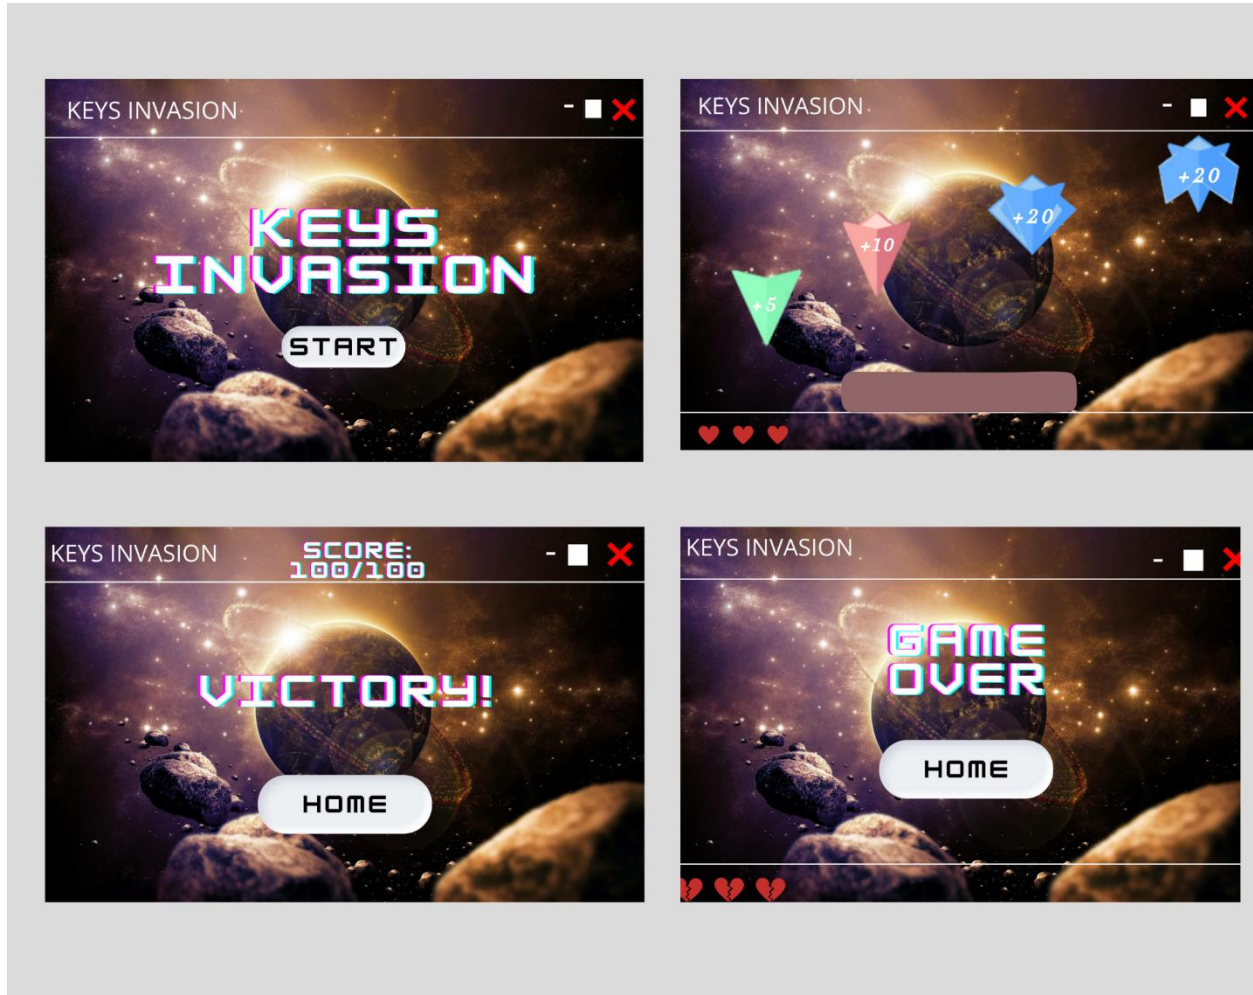 KEYS INVASION
KEYS
INVASION
START
KEYS INVASION
+20
+20
+10
+5
KEYS INVASION
SCORE:
100/100
VICTORY!
HOME
KEYS INVASION
GAME
OVER
HOME